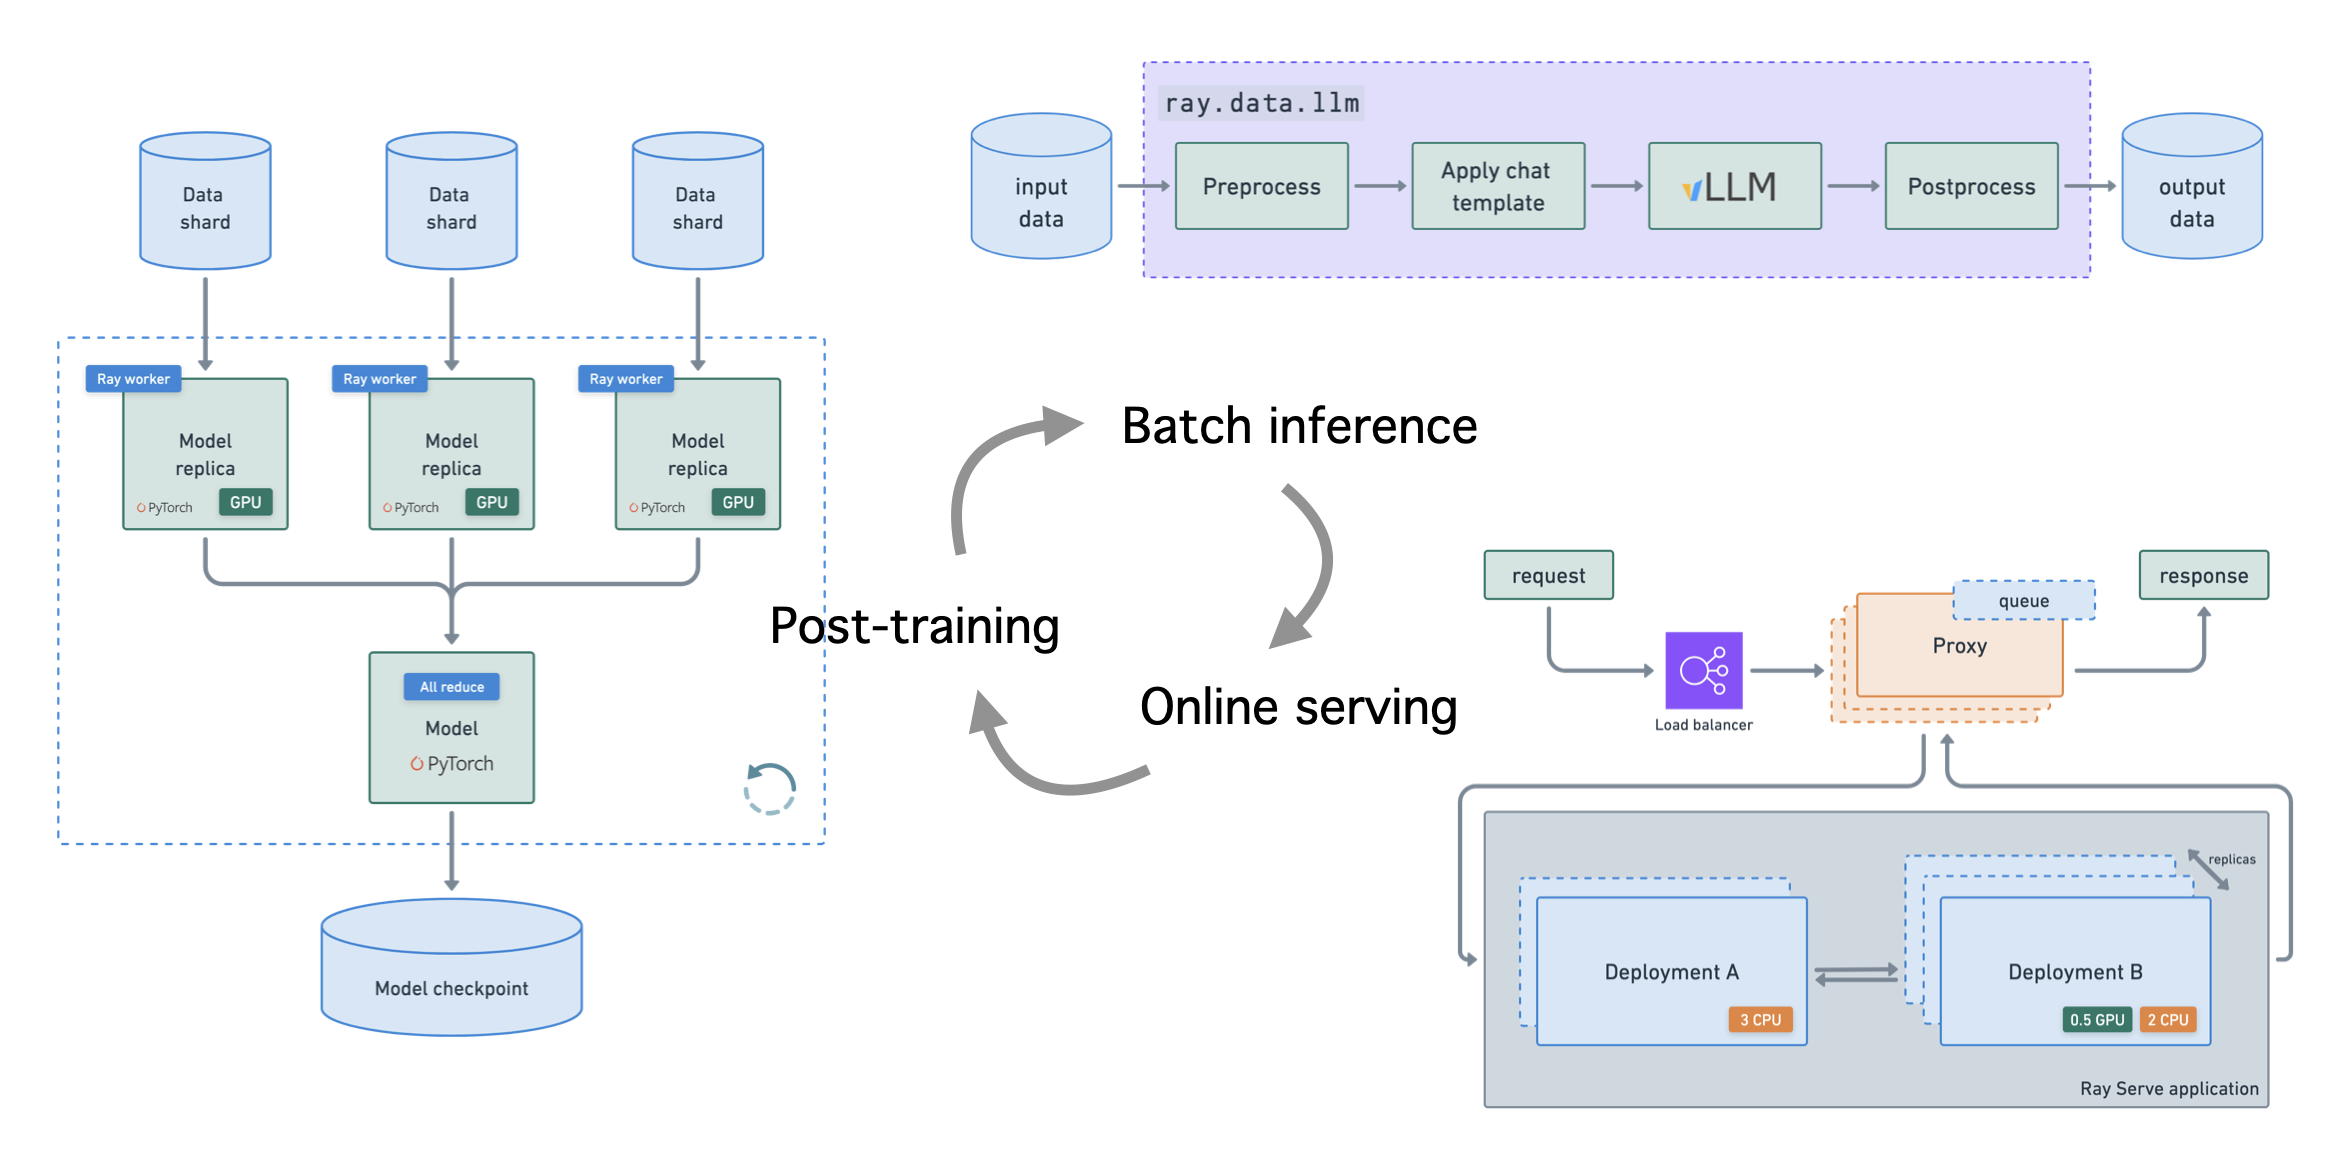 Data
shard
Data
shard
Data
shard
Ray worker
Model
replica
PyTorch
GPU
Ray worker
Model
replica
PyTorch
GPU
Ray worker
Model
replica
PyTorch
GPU
All reduce
Model
PyTorch
Model checkpoint
ray.data.llm
input
data
Preprocess
Apply chat
template
vLLM
Postprocess
output
data
Batch inference
Post-training
Online serving
request
Load balancer
queue
Proxy
response
replicas
Deployment A
3 CPU
Deployment B
0.5 GPU
2 CPU
Ray Serve application